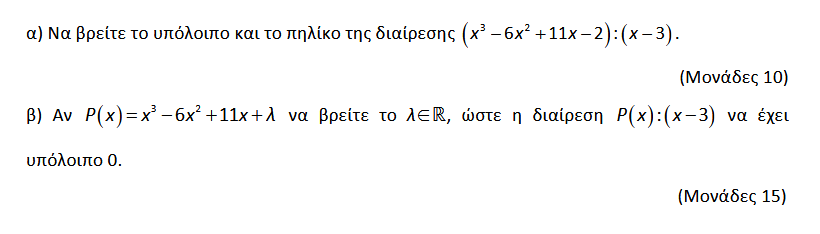 α) Να βρείτε το υπόλοιπο και το πηλίκο της διαίρεσης (x³ − 6x² + 11x − 2) : (x − 3).
(Μονάδες 10)
β) Αν P(x) = x³ − 6x² + 11x + λ να βρείτε το λ∈ℝ, ώστε η διαίρεση P(x) : (x − 3) να έχει
υπόλοιπο 0.
(Μονάδες 15)